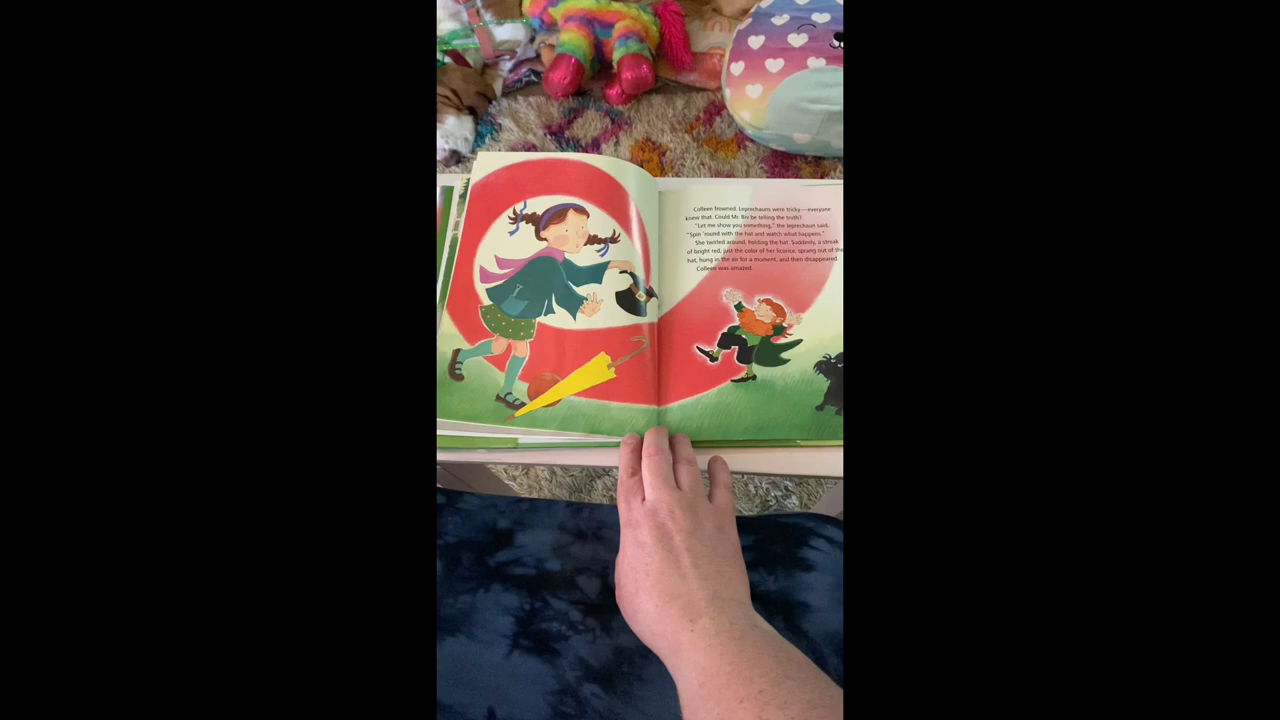 Colleen frowned. Leprechauns were tricky—everyone
knew that. Could Mr. Biv be telling the truth?
"Let me show you something," the leprechaun said.
"Spin 'round with the hat and watch what happens."
She twirled around, holding the hat. Suddenly, a streak
of bright red, just the color of her licorice, sprang out of the
hat, hung in the air for a moment, and then disappeared.
Colleen was amazed.